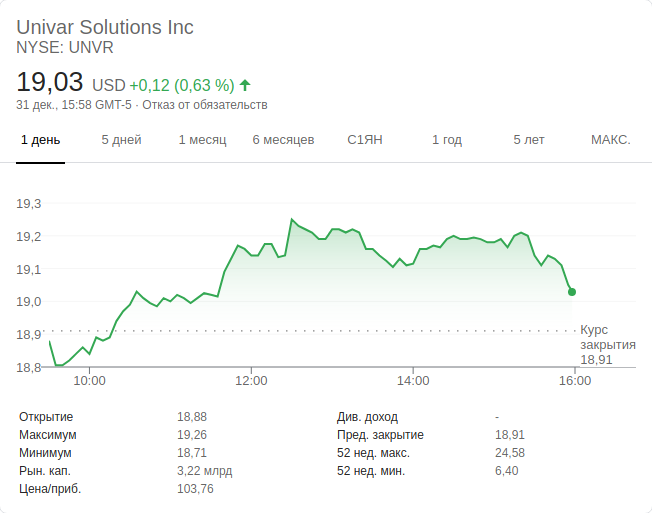 Univar Solutions Inc
NYSE: UNVR
19,03 USD +0,12 (0,63 %)
31 дек., 15:58 GMT-5 · Отказ от обязательств
1 день 5 дней 1 месяц 6 месяцев С1ЯН 1 год 5 лет МАКС.
19,3
19,2
19,1
19,0
18,9
18,8
Курс
закрытия
18,91
10:00 12:00 14:00 16:00
Открытие 18,88 Див. доход -
Максимум 19,26 Пред. закрытие 18,91
Минимум 18,71 52 нед. макс. 24,58
Рын. кап. 3,22 млрд 52 нед. мин. 6,40
Цена/приб. 103,76